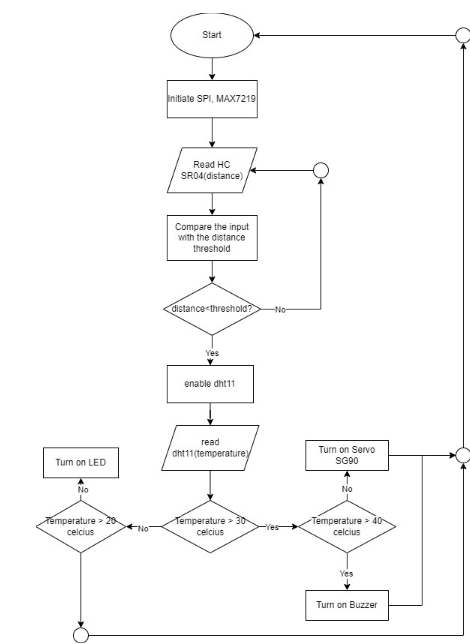 Start
Initiate SPI, MAX7219
Read HC
SR04(distance)
Compare the input
with the distance
threshold
distance<threshold?
No
Yes
enable dht11
read
dht11(temperature)
Turn on LED
Turn on Servo
SG90
No
No
Temperature > 20
celcius
No
Temperature > 30
celcius
Yes
Temperature > 40
celcius
Yes
Turn on Buzzer